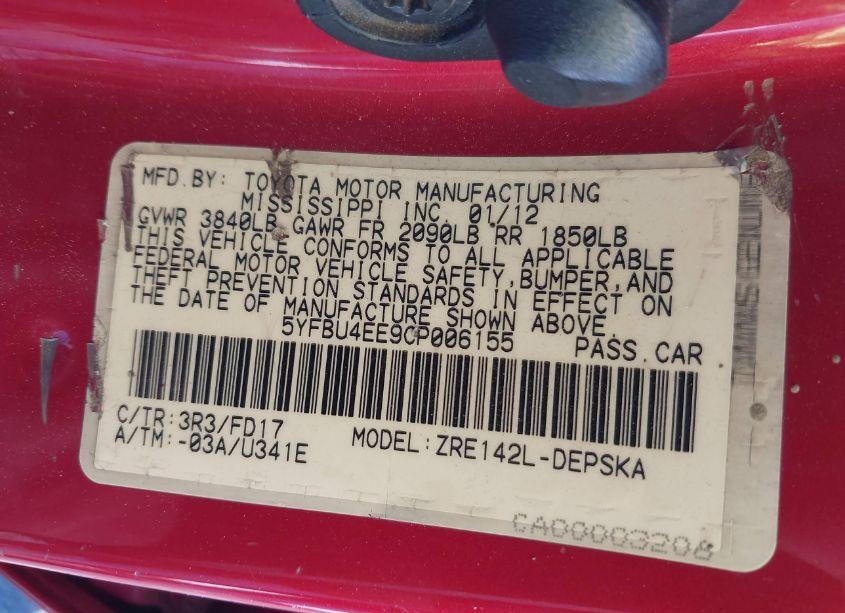 MFD.BY: TOYOTA MOTOR MANUFACTURING
MISSISSIPPI INC. 01/12
GVWR 3840LB GAWR FR 2090LB RR 1850LB
THIS VEHICLE CONFORMS TO ALL APPLICABLE
FEDERAL MOTOR VEHICLE SAFETY,BUMPER,AND
THEFT PREVENTION STANDARDS IN EFFECT ON
THE DATE OF MANUFACTURE SHOWN ABOVE.
5YFBU4EE9CP006155 PASS.CAR
C/TR:3R3/FD17
A/TM:-03A/U341E MODEL:ZRE142L-DEPSKA
CA00003208